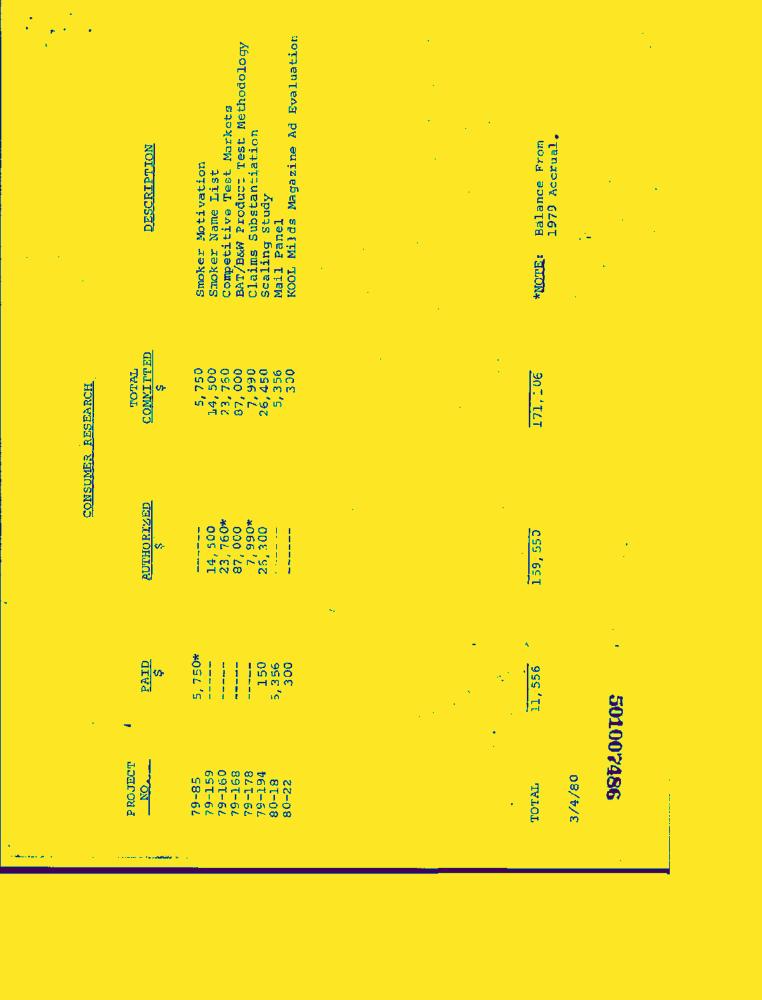 CONSUMER RESEARCH
PROJECT NO. PAID $ AUTHORIZED $ TOTAL COMMITTED $ DESCRIPTION
79-85 5,750* ------ 5,750 Smoker Motivation
79-159 ----- 14,500 14,500 Smoker Name List
79-160 ----- 23,760* 23,760 Competitive Test Markets
79-168 ----- 87,000 87,000 BAT/B&W Product Test Methodology
79-178 ----- 7,990* 7,990 Claims Substantiation
79-194 150 26,300 26,450 Scaling Study
80-18 5,356 ------ 5,356 Mail Panel
80-22 300 ------ 300 KOOL Milds Magazine Ad Evaluation
TOTAL 11,556 159,550 171,106 *NOTE: Balance From
1979 Accrual.
3/4/80
501007486